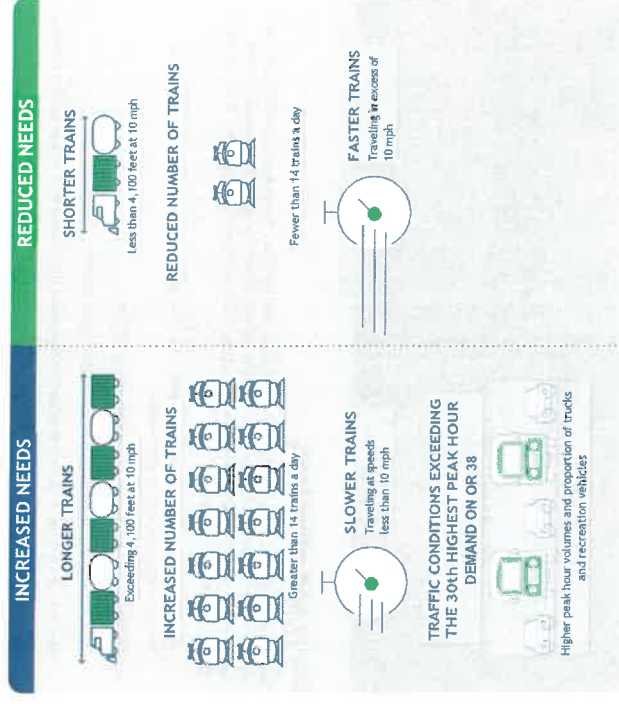 INCREASED NEEDS
LONGER TRAINS
Exceeding 4,100 feet at 10 mph
INCREASED NUMBER OF TRAINS
Greater than 14 trains a day
SLOWER TRAINS
Traveling at speeds
less than 10 mph
TRAFFIC CONDITIONS EXCEEDING
THE 30th HIGHEST PEAK HOUR
DEMAND ON OR 38
Higher peak hour volumes and proportion of trucks
and recreation vehicles
REDUCED NEEDS
SHORTER TRAINS
Less than 4,100 feet at 10 mph
REDUCED NUMBER OF TRAINS
Fewer than 14 trains a day
FASTER TRAINS
Traveling in excess of
10 mph